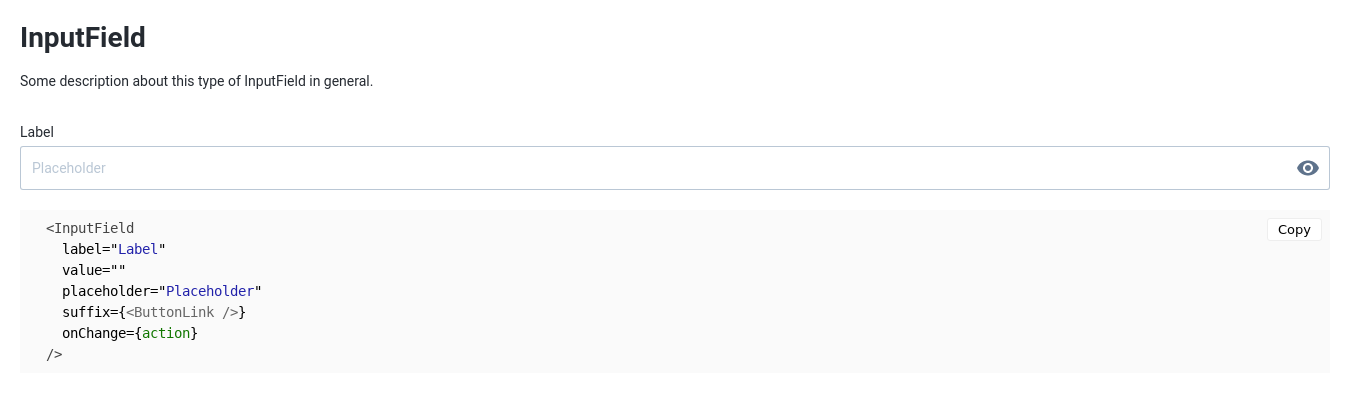 InputField
Some description about this type of InputField in general.
Label
Placeholder
<InputField
Copy
label="Label"
value=""
placeholder="Placeholder"
suffix={<ButtonLink />}
onChange={action}
/>